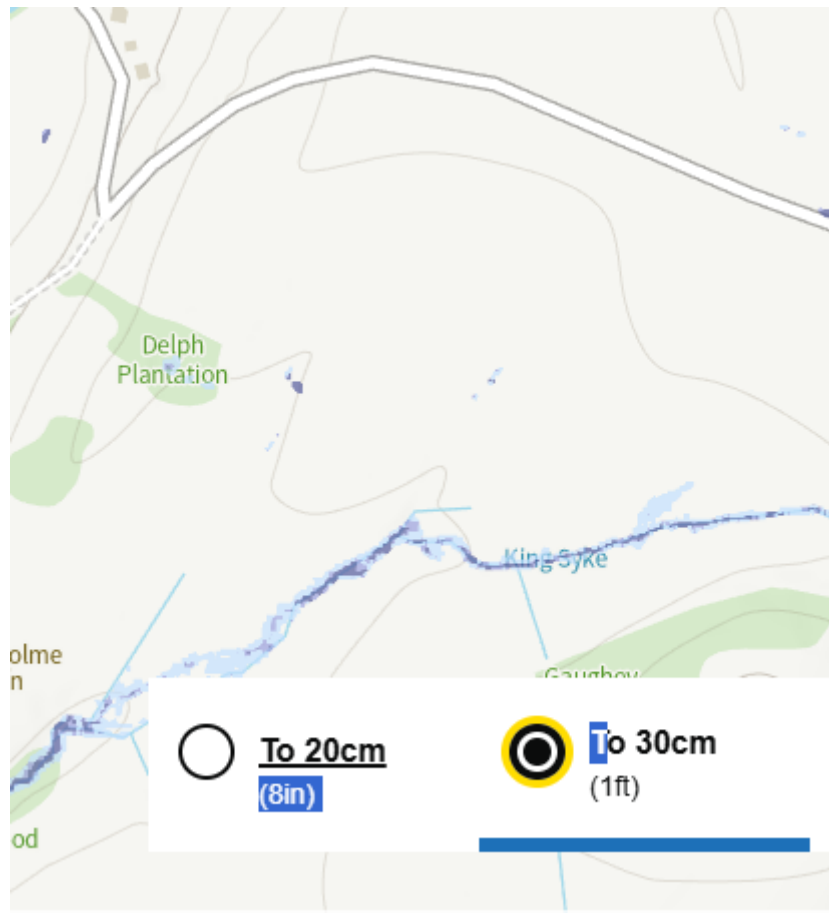 Delph
Plantation
King Syke
olme
n
Gaughey
To 20cm
(8in)
To 30cm
(1ft)
od